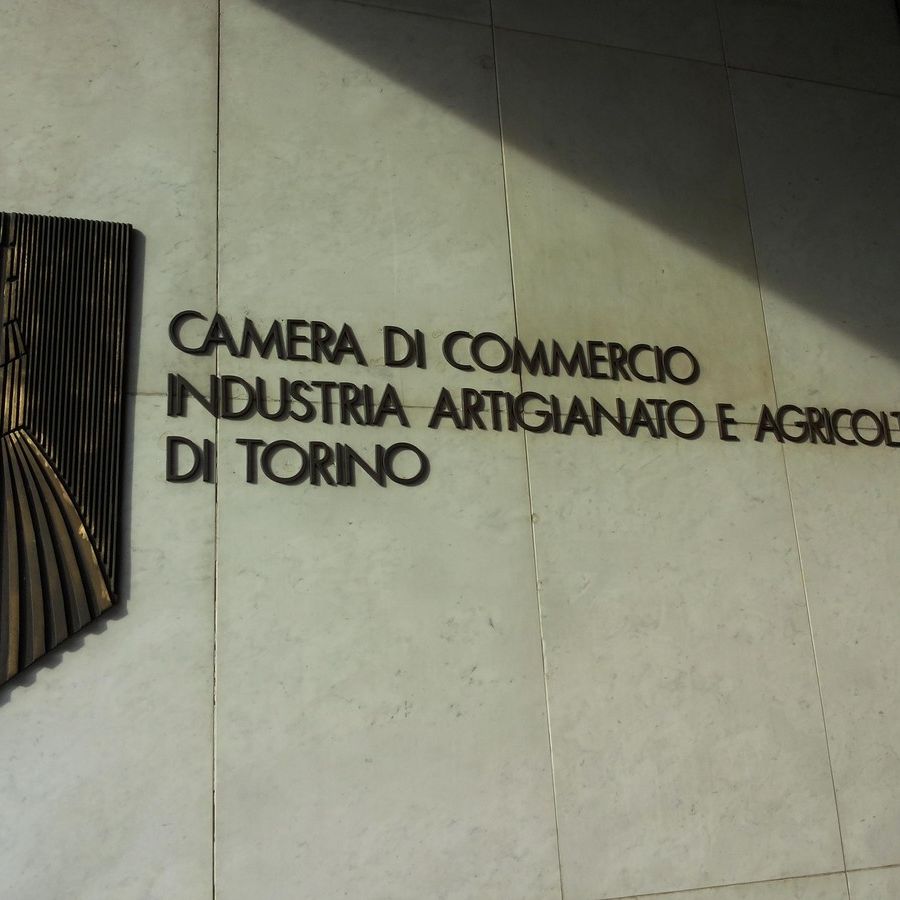 CAMERA DI COMMERCIO
INDUSTRIA ARTIGIANATO E AGRICOLT
DI TORINO